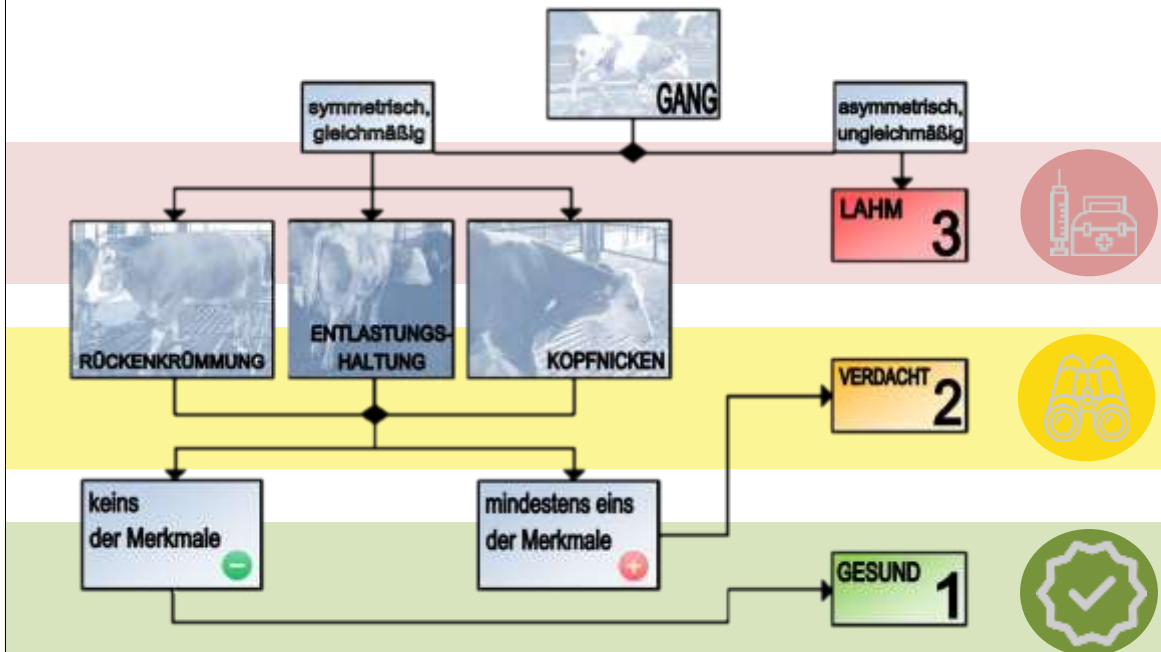 GANG
symmetrisch,
gleichmäßig
asymmetrisch,
ungleichmäßig
LAHM
3
RÜCKENKRÜMMUNG
ENTLASTUNGS-
HALTUNG
KOPFNICKEN
VERDACHT
2
keins
der Merkmale
mindestens eins
der Merkmale
GESUND
1